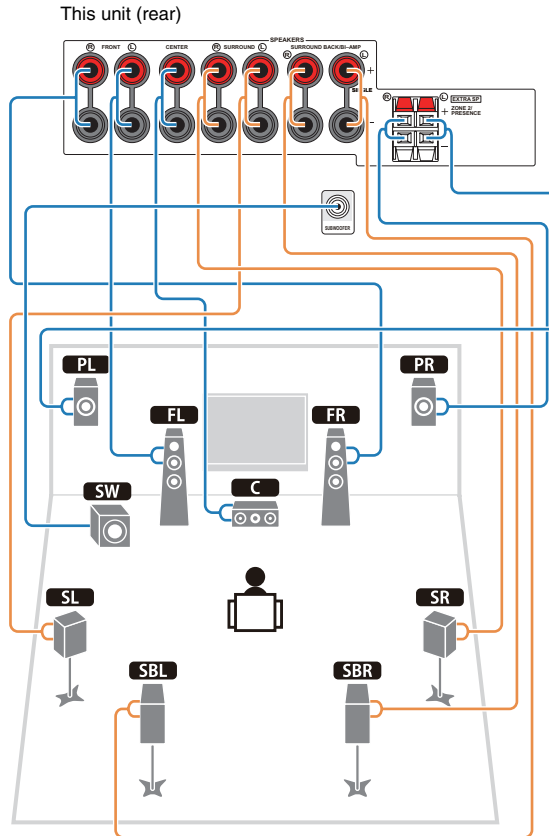 This unit (rear)
SPEAKERS
R FRONT L
CENTER
R SURROUND L
R SURROUND BACK/BI-AMP L
+
SINGLE
-
R L
EXTRA SP
+ ZONE 2/
PRESENCE
-
SUBWOOFER
PL
PR
FL
FR
SW
C
SL
SR
SBL
SBR